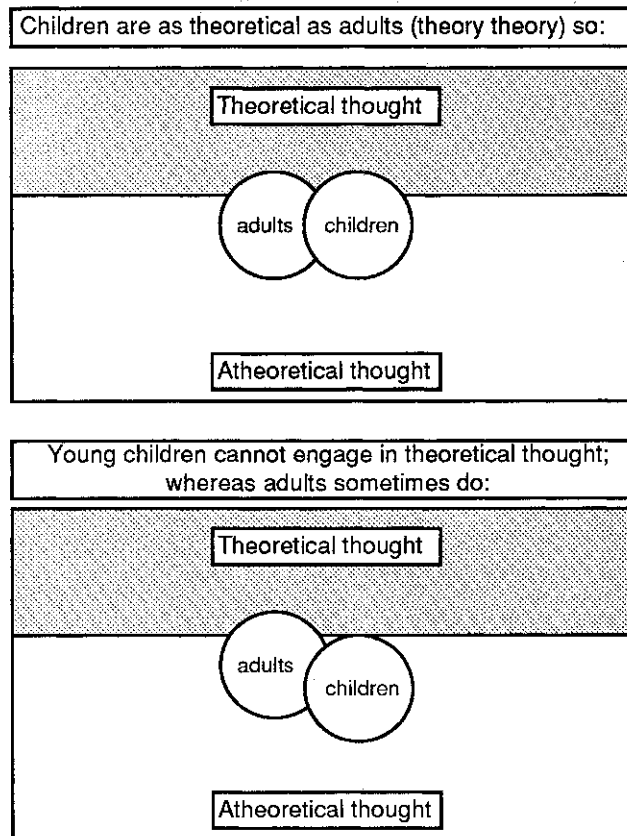 Children are as theoretical as adults (theory theory) so:
Theoretical thought
adults
children
Atheoretical thought
Young children cannot engage in theoretical thought;
whereas adults sometimes do:
Theoretical thought
adults
children
Atheoretical thought